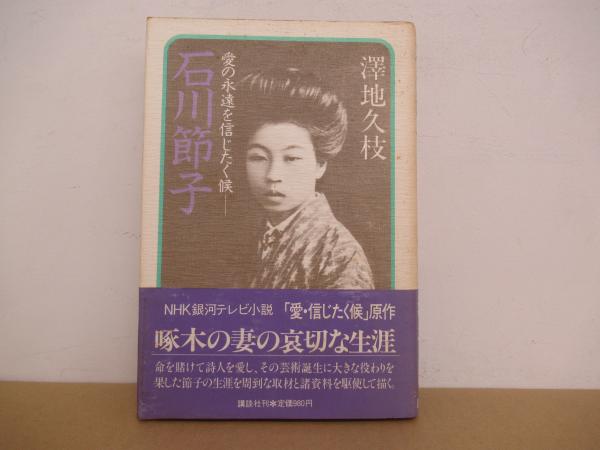 澤地久枝
愛の永遠を信じたく候──
石川節子
NHK銀河テレビ小説 「愛・信じたく候」原作
啄木の妻の哀切な生涯
命を賭けて詩人を愛し、その芸術誕生に大きな役わりを
果した節子の生涯を周到な取材と諸資料を駆使して描く。
講談社刊✽定価980円